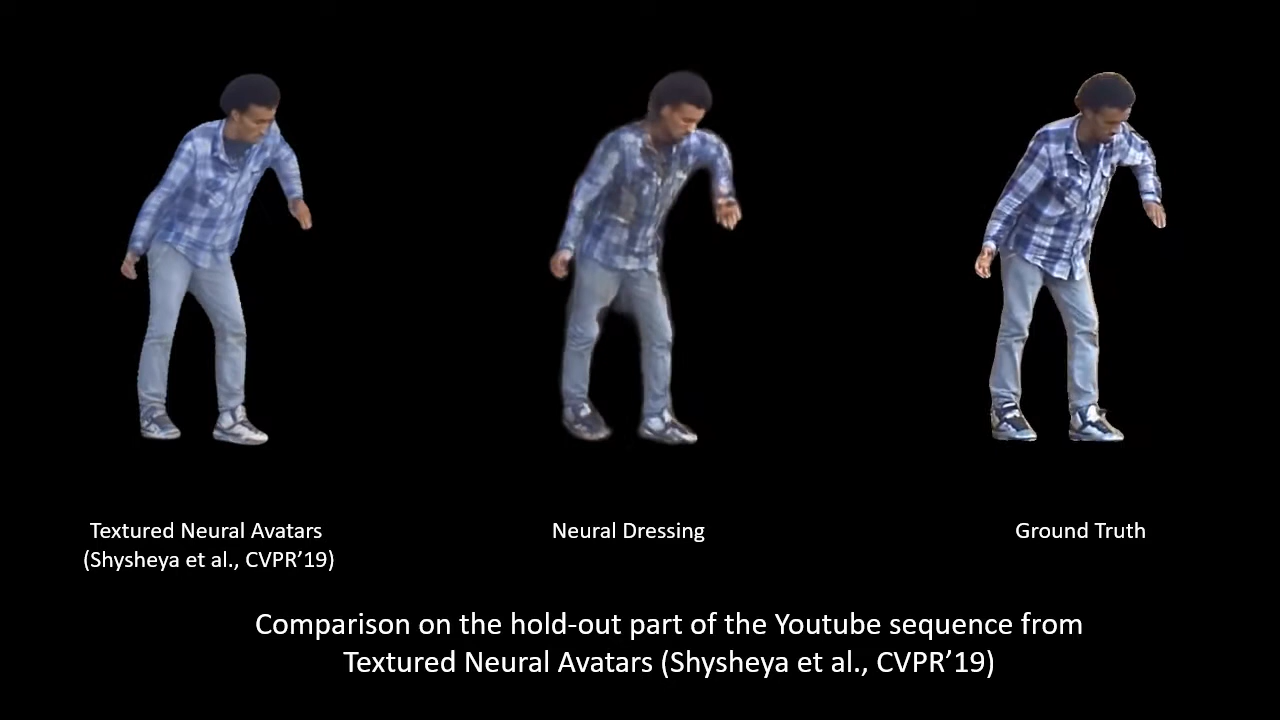 Textured Neural Avatars
(Shysheya et al., CVPR’19)
Neural Dressing
Ground Truth
Comparison on the hold-out part of the Youtube sequence from
Textured Neural Avatars (Shysheya et al., CVPR’19)